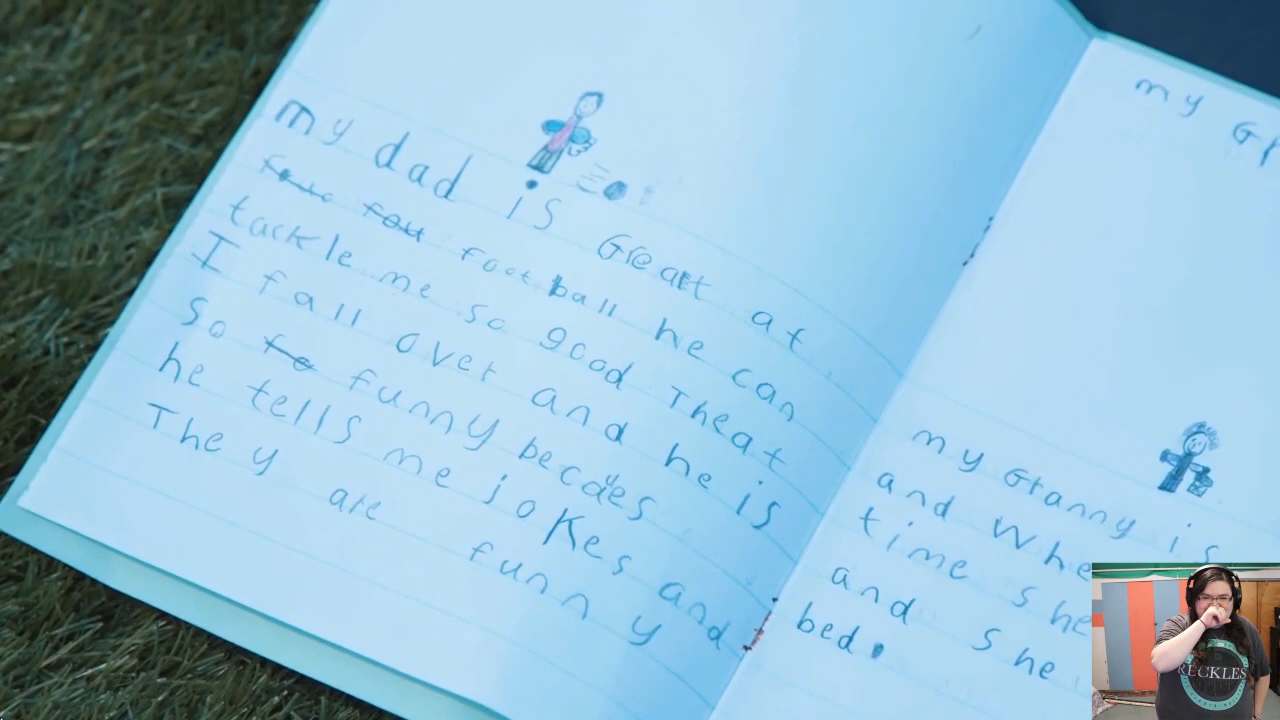 my dad is Great at
football he can
tackle me so good Theat
I fall over and he is
so funny becaes
he tells me joKes and
They are funny
my Gr
my Granny is
and Whe
time she
and she
bed.
RECKLES